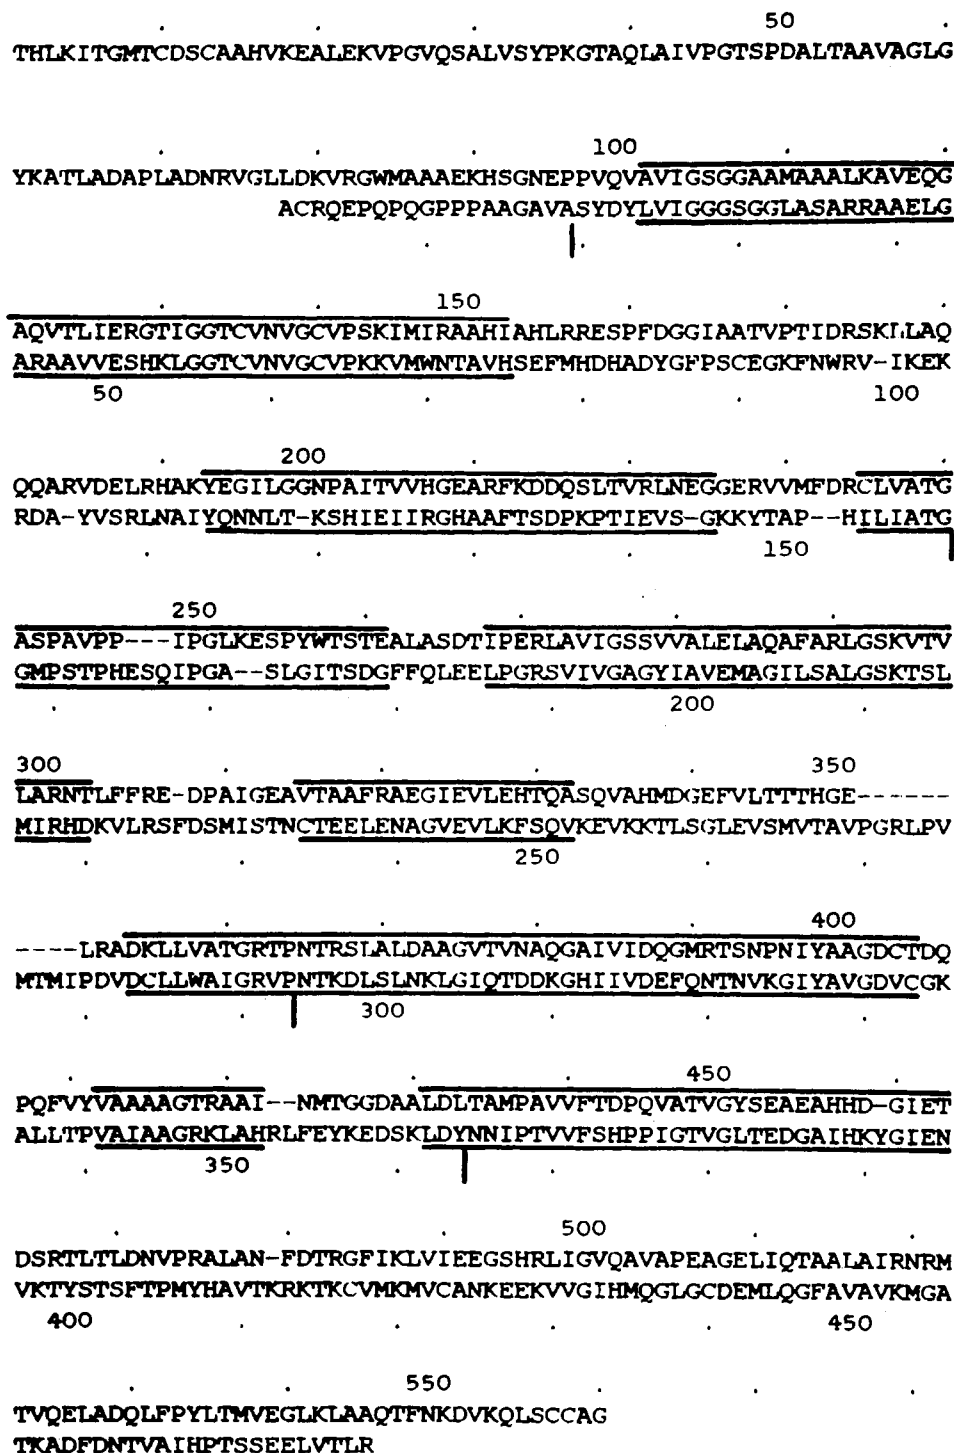 50
THLKITGMTCDSCAAHVKEALEKVPGVQSALVSYPKGTAQLAIVPGTSPDALTAAVAGLG
100
YKATLADAPLADNRVGLLDKVRGWMAAAEKHSGNEPPVQVAVIGSGGAAMAAALKAVEQG
ACRQEPQPQGPPPAAGAVASYDYLVIGGGSGGLASARRAAELG
150
AQVTLIERGTIGGTCVNVGCVPSKIMIRAAHIAHLRRESPFDGGIAATVPTIDRSKLLAQ
ARAAVVESHKLGGTCVNVGCVPKKVMWNTAVHSEFMHDHADYGFPSCEGKFNWRV-IKEK
50 100
200
QQARVDELRHAKYEGILGGNPAITVVHGEARFKDDQSLTVRLNEGGERVVMFDRCLVATG
RDA-YVSRLNAIYQNNLT-KSHIEIIRGHAAFTSDPKPTIEVS-GKKYTAP--HILIATG
150
250
ASPAVPP---IPGLKESPYWTSTEALASDTIPERLAVIGSSVVALELAQAFARLGSKVTV
GMPSTPHESQIPGA--SLGITSDGFFQLEELPGRSVIVGAGYIAVEMAGILSALGSKTSL
200
300 350
LARNTLFFRE-DPAIGEAVTAAFRAEGIEVLEHTQASQVAHMDGEFVLTTTHGE------
MIRHDKVLRSFDSMISTNCTEELENAGVEVLKFSQVKEVKKTLSGLEVSMVTAVPGRLPV
250
400
----LRADKLLVATGRTPNTRSLALDAAGVTVNAQGAIVIDQGMRTSNPNIYAAGDCTDQ
MTMIPDVDCLLWAIGRVPNTKDLSLNKLGIQTDDKGHIIVDEFQNTNVKGIYAVGDVCGK
300
450
PQFVYVAAAAGTRAAI--NMTGGDAALDLTAMPAVVFTDPQVATVGYSEAEAHHD-GIET
ALLTPVAIAAGRKLAHRLFEYKEDSKLDYNNIPTVVFSHPPIGTVGLTEDGAIHKYGIEN
350
500
DSRTLTLDNVPRALAN-FDTRGFIKLVIEEGSHRLIGVQAVAPEAGELIQTAALAIRNRM
VKTYSTSFTPMYHAVTKRKTKCVMKMVCANKEEKVVGIHMQGLGCDEMLQGFAVAVKMGA
400 450
550
TVQELADQLFPYLTMVEGLKLAAQTFNKDVKQLSCCAG
TKADFDNTVAIHPTSSEELVTLR